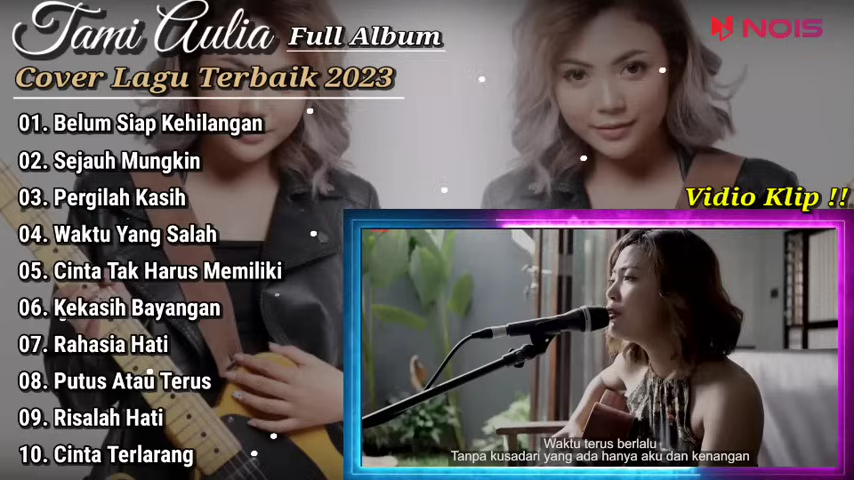 Tami Aulia Full Album
NOIS
Cover Lagu Terbaik 2023
01. Belum Siap Kehilangan
02. Sejauh Mungkin
03. Pergilah Kasih
04. Waktu Yang Salah
05. Cinta Tak Harus Memiliki
06. Kekasih Bayangan
07. Rahasia Hati
08. Putus Atau Terus
09. Risalah Hati
10. Cinta Terlarang
Vidio Klip !!
Waktu terus berlalu
Tanpa kusadari yang ada hanya aku dan kenangan